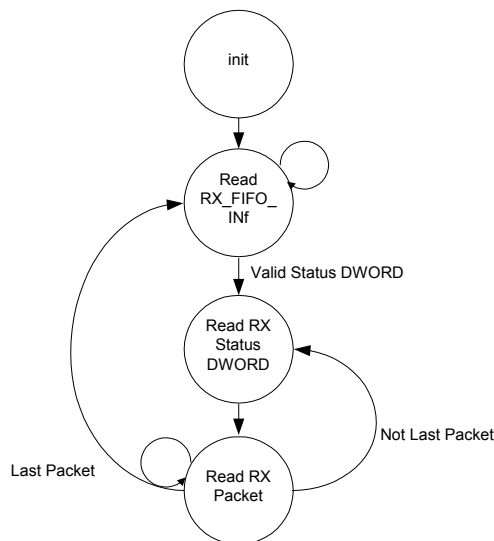 init
Read
RX_FIFO_
INf
Valid Status DWORD
Read RX
Status
DWORD
Not Last Packet
Last Packet
Read RX
Packet